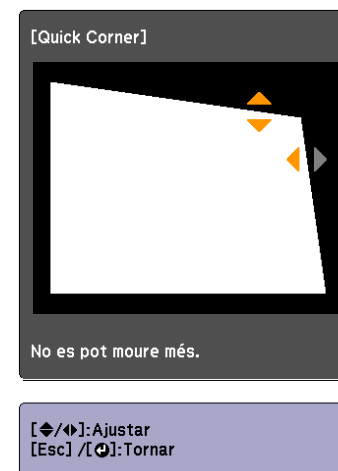 [Quick Corner]
No es pot moure més.
[◆/◀▶]:Ajustar
[Esc] /[↵]:Tornar